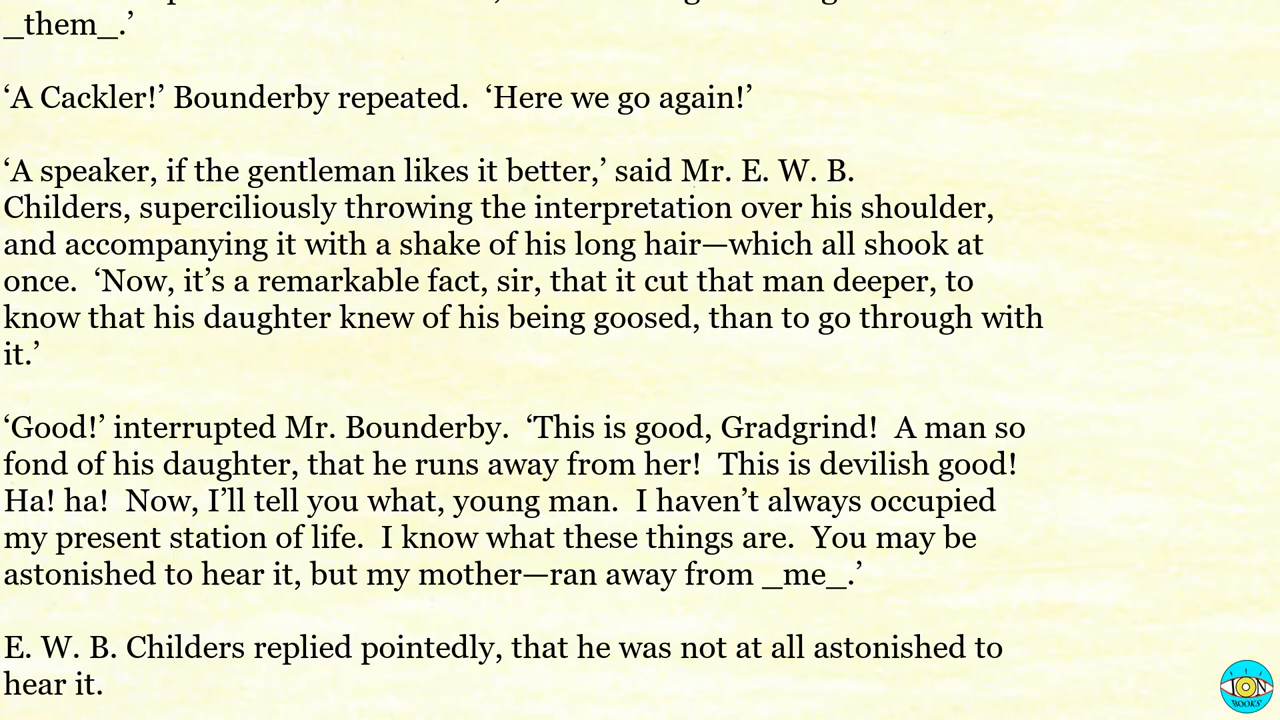 _them_.’
‘A Cackler!’ Bounderby repeated.  ‘Here we go again!’
‘A speaker, if the gentleman likes it better,’ said Mr. E. W. B.
Childers, superciliously throwing the interpretation over his shoulder,
and accompanying it with a shake of his long hair—which all shook at
once.  ‘Now, it’s a remarkable fact, sir, that it cut that man deeper, to
know that his daughter knew of his being goosed, than to go through with
it.’
‘Good!’ interrupted Mr. Bounderby.  ‘This is good, Gradgrind!  A man so
fond of his daughter, that he runs away from her!  This is devilish good!
Ha! ha!  Now, I’ll tell you what, young man.  I haven’t always occupied
my present station of life.  I know what these things are.  You may be
astonished to hear it, but my mother—ran away from _me_.’
E. W. B. Childers replied pointedly, that he was not at all astonished to
hear it.
ION
BOOKS